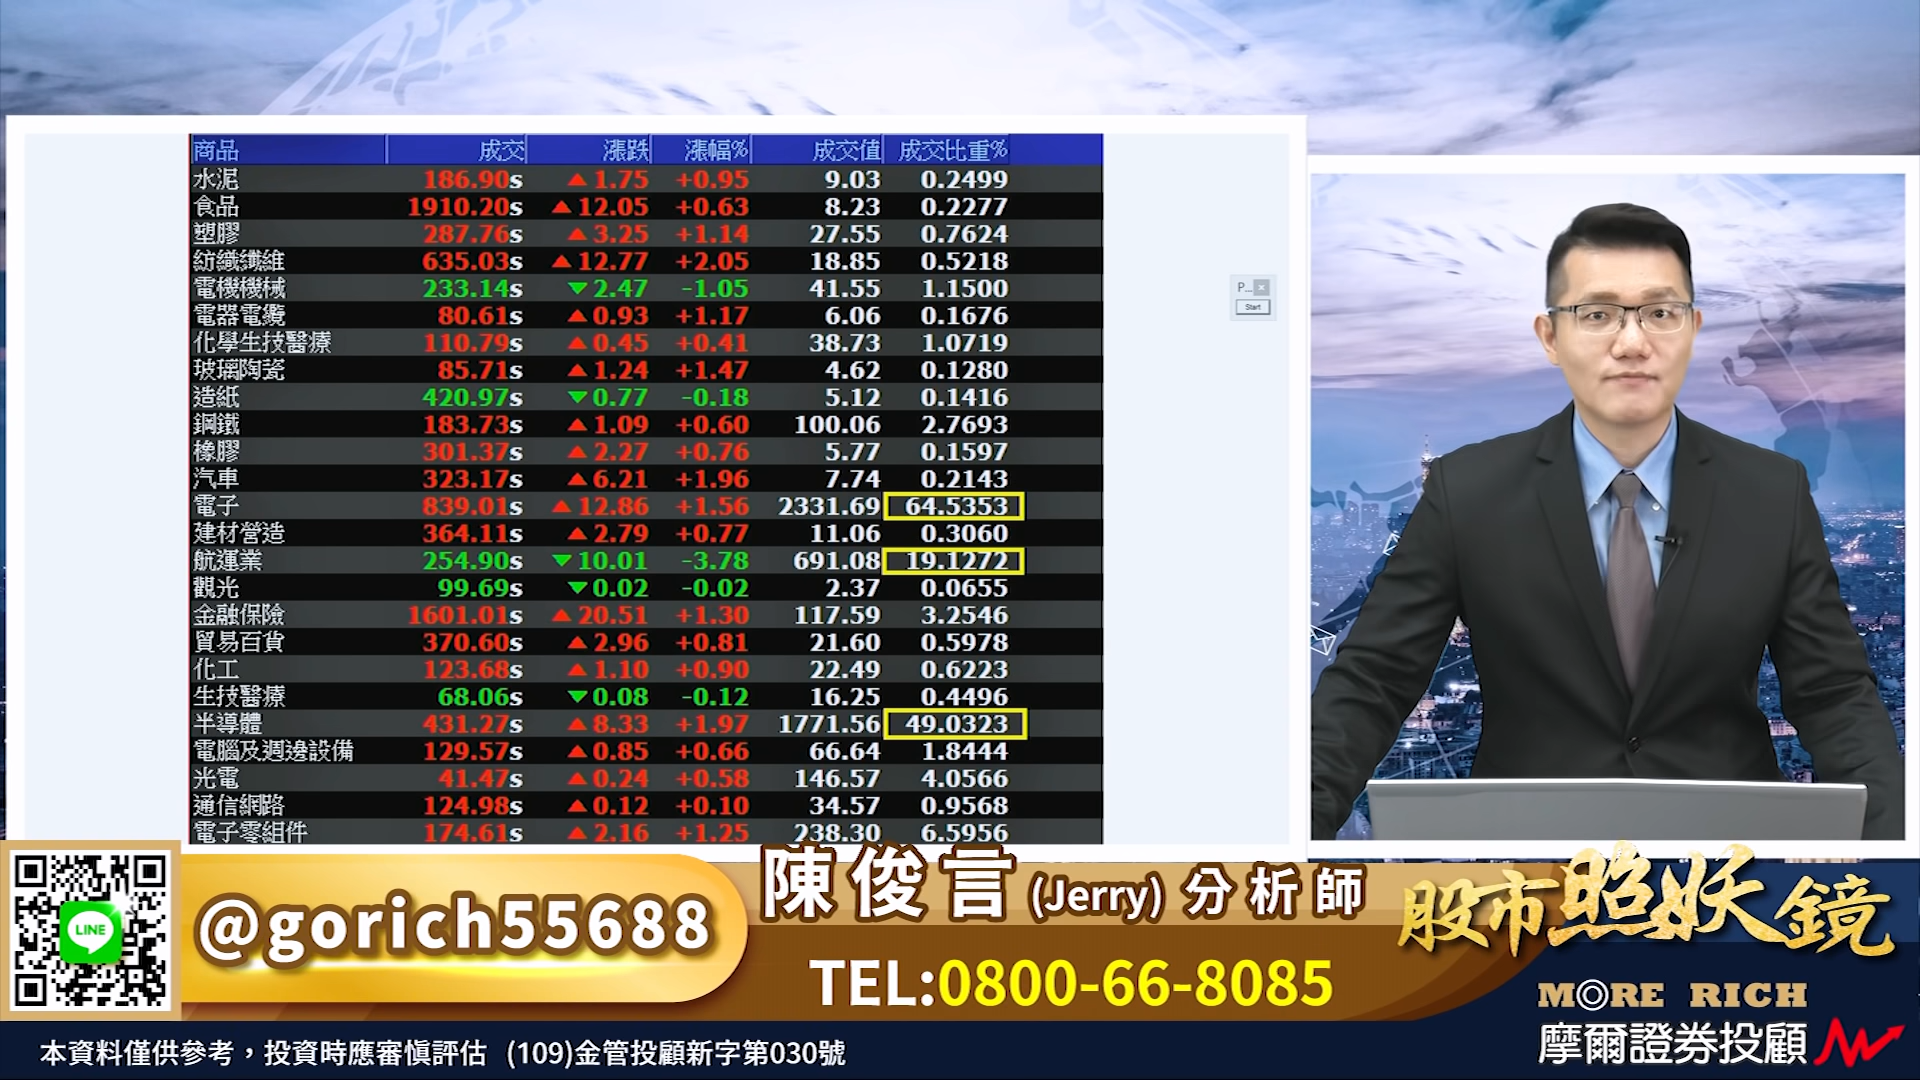 商品 成交 漲跌 漲幅% 成交值 成交比重%
水泥 186.90s ▲1.75 +0.95 9.03 0.2499
食品 1910.20s ▲12.05 +0.63 8.23 0.2277
塑膠 287.76s ▲3.25 +1.14 27.55 0.7624
紡織纖維 635.03s ▲12.77 +2.05 18.85 0.5218
電機機械 233.14s ▼2.47 -1.05 41.55 1.1500
電器電纜 80.61s ▲0.93 +1.17 6.06 0.1676
化學生技醫療 110.79s ▲0.45 +0.41 38.73 1.0719
玻璃陶瓷 85.71s ▲1.24 +1.47 4.62 0.1280
造紙 420.97s ▼0.77 -0.18 5.12 0.1416
鋼鐵 183.73s ▲1.09 +0.60 100.06 2.7693
橡膠 301.37s ▲2.27 +0.76 5.77 0.1597
汽車 323.17s ▲6.21 +1.96 7.74 0.2143
電子 839.01s ▲12.86 +1.56 2331.69 64.5353
建材營造 364.11s ▲2.79 +0.77 11.06 0.3060
航運業 254.90s ▼10.01 -3.78 691.08 19.1272
觀光 99.69s ▼0.02 -0.02 2.37 0.0655
金融保險 1601.01s ▲20.51 +1.30 117.59 3.2546
貿易百貨 370.60s ▲2.96 +0.81 21.60 0.5978
化工 123.68s ▲1.10 +0.90 22.49 0.6223
生技醫療 68.06s ▼0.08 -0.12 16.25 0.4496
半導體 431.27s ▲8.33 +1.97 1771.56 49.0323
電腦及週邊設備 129.57s ▲0.85 +0.66 66.64 1.8444
光電 41.47s ▲0.24 +0.58 146.57 4.0566
通信網路 124.98s ▲0.12 +0.10 34.57 0.9568
電子零組件 174.61s ▲2.16 +1.25 238.30 6.5956
P...
Start
LINE
@gorich55688
陳俊言(Jerry)分析師
TEL:0800-66-8085
股市照妖鏡
MORE RICH
摩爾證券投顧
本資料僅供參考，投資時應審慎評估 (109)金管投顧新字第030號